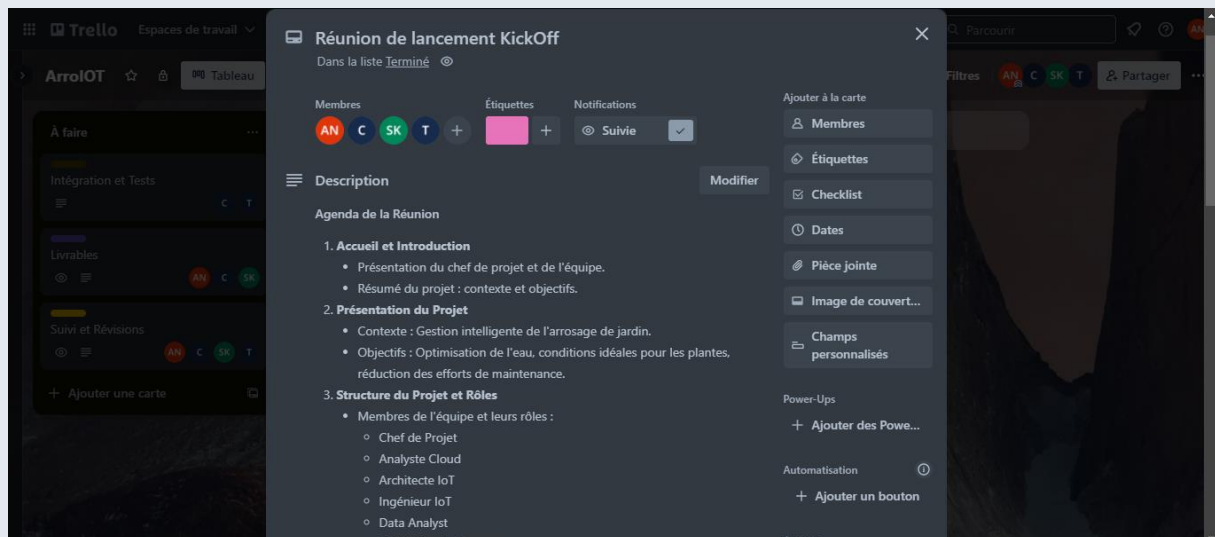 Trello
Espaces de travail
Parcourir
AN
ArrolOT
Tableau
Filtres
AN
C
SK
T
Partager
À faire
Intégration et Tests
C
T
Livrables
AN
C
SK
Suivi et Révisions
AN
C
SK
T
+ Ajouter une carte
Réunion de lancement KickOff
Dans la liste Terminé
Membres
AN
C
SK
T
+
Étiquettes
+
Notifications
Suivie
Description
Modifier
Agenda de la Réunion
1. Accueil et Introduction
• Présentation du chef de projet et de l'équipe.
• Résumé du projet : contexte et objectifs.
2. Présentation du Projet
• Contexte : Gestion intelligente de l'arrosage de jardin.
• Objectifs : Optimisation de l'eau, conditions idéales pour les plantes,
réduction des efforts de maintenance.
3. Structure du Projet et Rôles
• Membres de l'équipe et leurs rôles :
◦ Chef de Projet
◦ Analyste Cloud
◦ Architecte IoT
◦ Ingénieur IoT
◦ Data Analyst
Ajouter à la carte
Membres
Étiquettes
Checklist
Dates
Pièce jointe
Image de couvert...
Champs
personnalisés
Power-Ups
+ Ajouter des Powe...
Automatisation
+ Ajouter un bouton